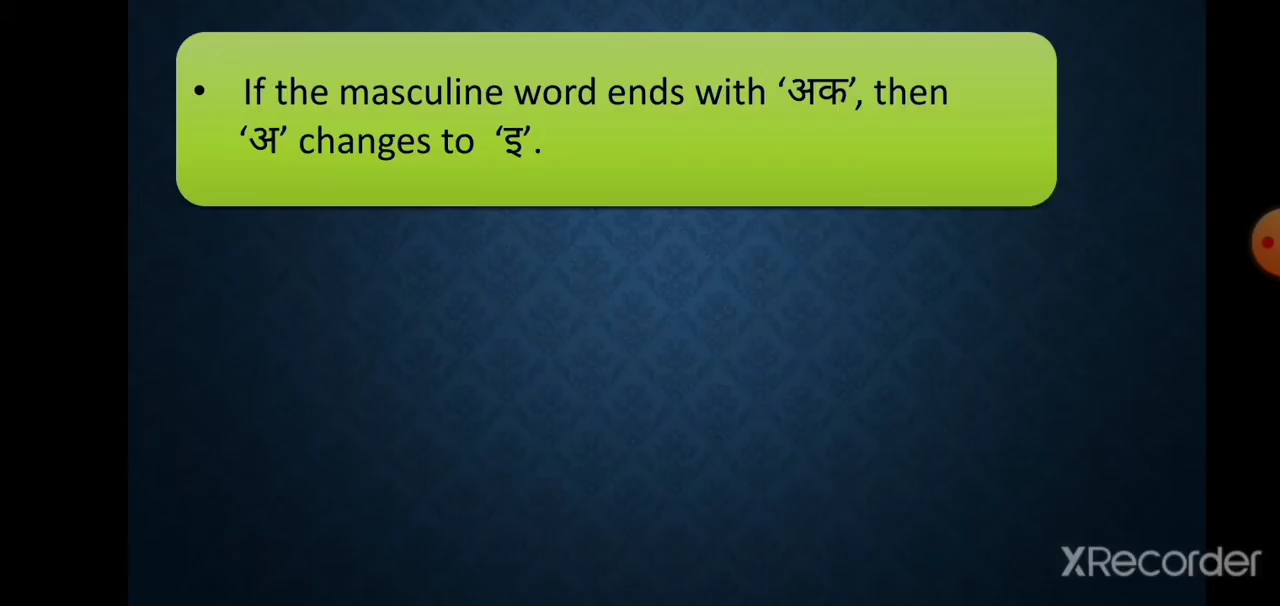 • If the masculine word ends with ‘अक’, then
‘अ’ changes to ‘इ’.
XRecorder